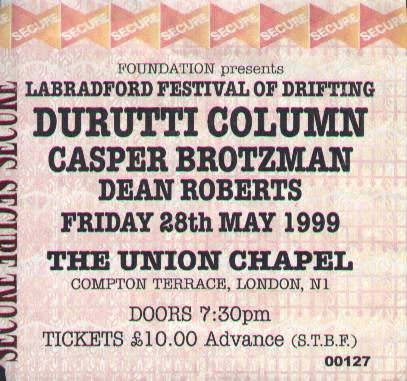 SECURE SECURE SECURE SECURE SECURE SECURE
FOUNDATION presents
LABRADFORD FESTIVAL OF DRIFTING
DURUTTI COLUMN
CASPER BROTZMAN
DEAN ROBERTS
FRIDAY 28th MAY 1999
THE UNION CHAPEL
COMPTON TERRACE, LONDON, N1
DOORS 7:30pm
TICKETS £10.00 Advance (S.T.B.F.)
00127
SECURE SECURE